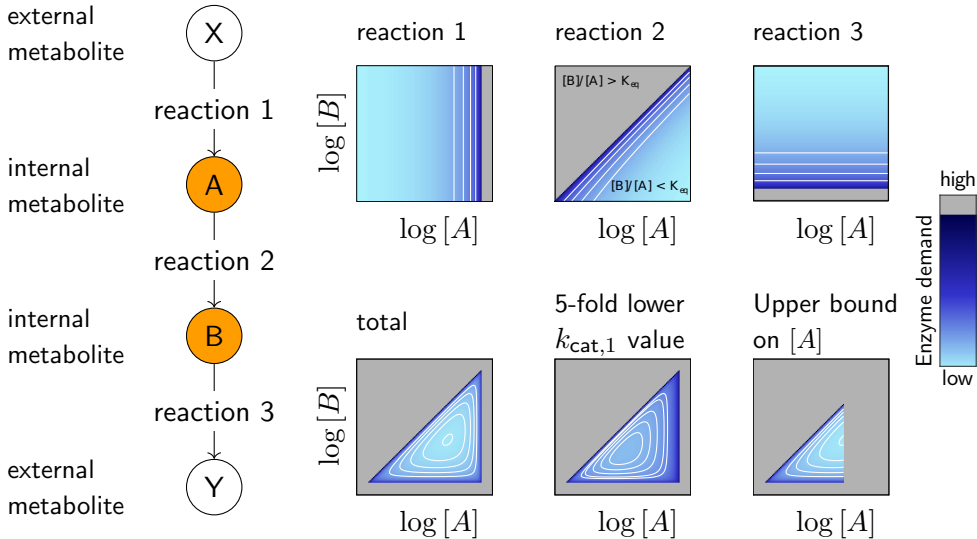 external
metabolite
X
reaction 1
internal
metabolite
A
reaction 2
internal
metabolite
B
reaction 3
external
metabolite
Y
reaction 1
reaction 2
reaction 3
log [B]
[B]/[A] > K_eq
[B]/[A] < K_eq
log [A]
log [A]
log [A]
total
5-fold lower
k_cat,1 value
Upper bound
on [A]
log [B]
log [A]
log [A]
log [A]
high
Enzyme demand
low